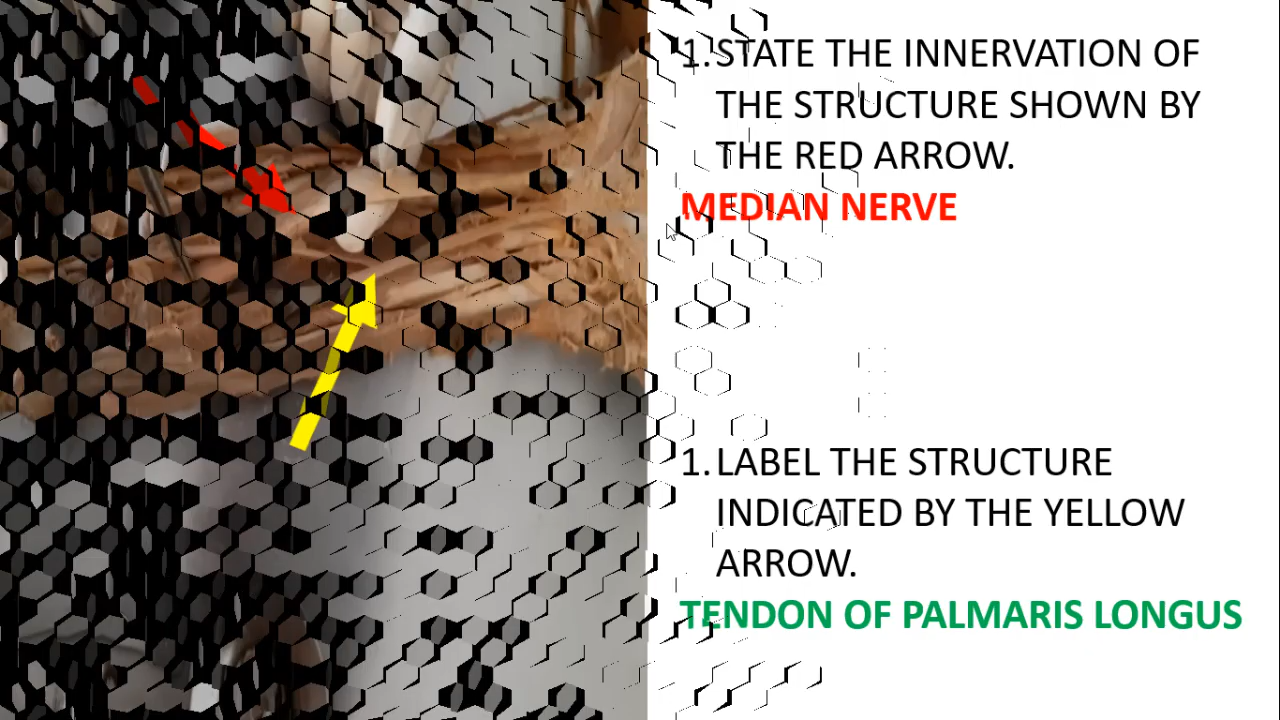 1. STATE THE INNERVATION OF
THE STRUCTURE SHOWN BY
THE RED ARROW.
MEDIAN NERVE
1. LABEL THE STRUCTURE
INDICATED BY THE YELLOW
ARROW.
TENDON OF PALMARIS LONGUS